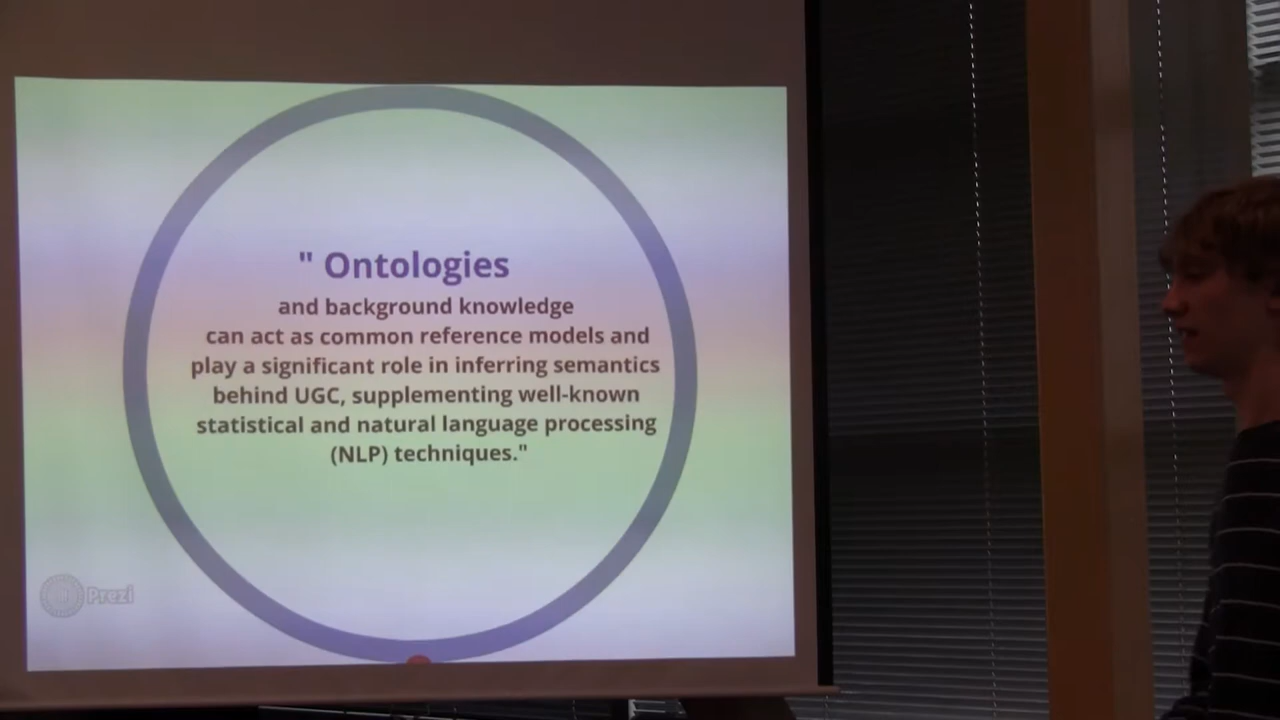 " Ontologies
and background knowledge
can act as common reference models and
play a significant role in inferring semantics
behind UGC, supplementing well-known
statistical and natural language processing
(NLP) techniques."
Prezi